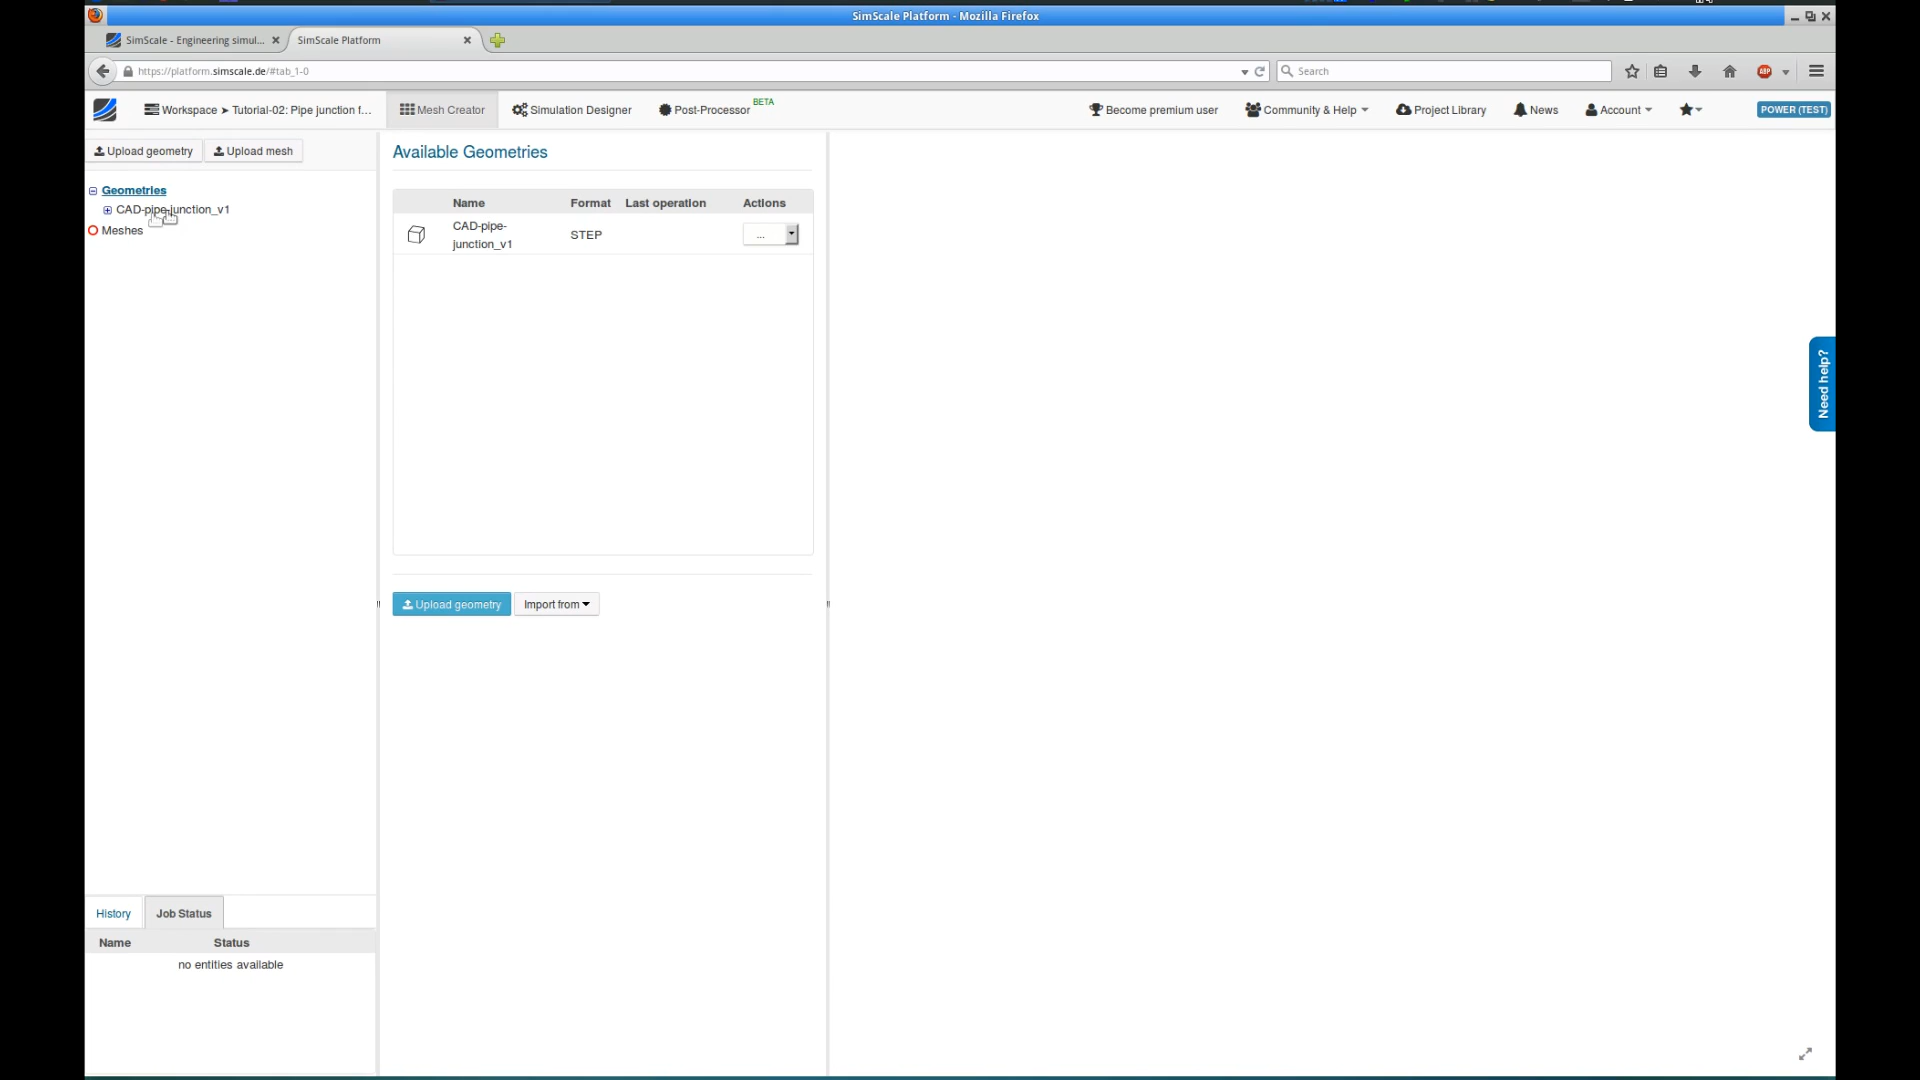 SimScale Platform - Mozilla Firefox
SimScale - Engineering simul...
SimScale Platform
https://platform.simscale.de/#tab_1-0
Search
ABP
Workspace ➤ Tutorial-02: Pipe junction f...
Mesh Creator
Simulation Designer
Post-Processor BETA
Become premium user
Community & Help
Project Library
News
Account
POWER (TEST)
Upload geometry
Upload mesh
Geometries
CAD-pipe-junction_v1
Meshes
Available Geometries
Name Format Last operation Actions
CAD-pipe-
junction_v1
STEP
...
Upload geometry
Import from
Need help?
History
Job Status
Name Status
no entities available